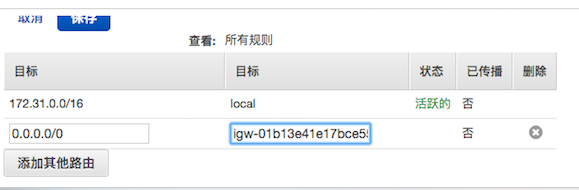 取消 保存
查看: 所有规则
目标 目标 状态 已传播 删除
172.31.0.0/16 local 活跃的 否
0.0.0.0/0 igw-01b13e41e17bce55 否
添加其他路由